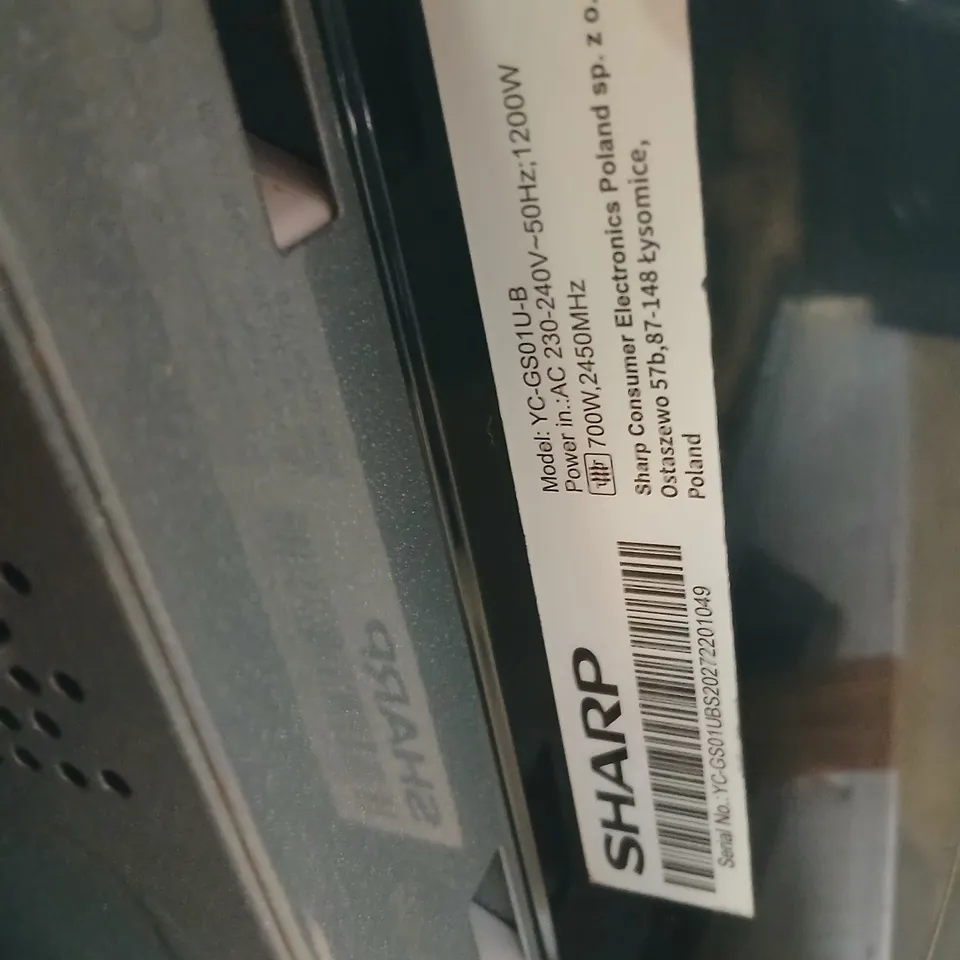 SHARP
Serial No.:YC-GS01UBS20272201049
Model: YC-GS01U-B
Power in.:AC 230-240V~50Hz;1200W
700W,2450MHz
Sharp Consumer Electronics Poland sp. z o.
Ostaszewo 57b,87-148 Łysomice,
Poland
SHARP